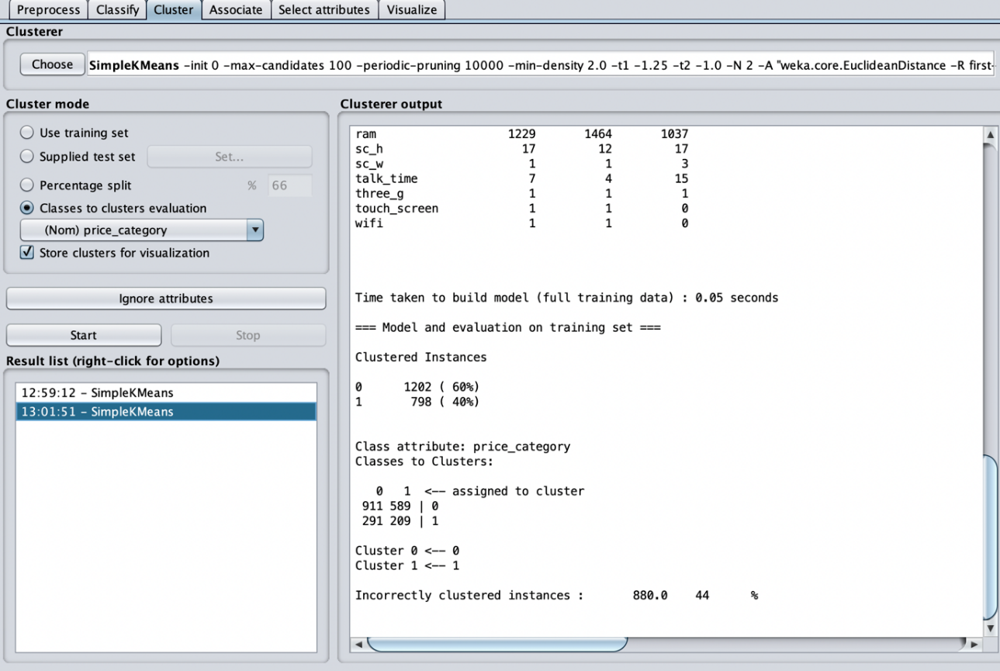 Preprocess Classify Cluster Associate Select attributes Visualize
Clusterer
Choose SimpleKMeans -init 0 -max-candidates 100 -periodic-pruning 10000 -min-density 2.0 -t1 -1.25 -t2 -1.0 -N 2 -A "weka.core.EuclideanDistance -R first-
Cluster mode
Use training set
Supplied test set Set...
Percentage split % 66
Classes to clusters evaluation
(Nom) price_category
Store clusters for visualization
Ignore attributes
Start Stop
Result list (right-click for options)
12:59:12 – SimpleKMeans
13:01:51 – SimpleKMeans
Clusterer output
ram 1229 1464 1037
sc_h 17 12 17
sc_w 1 1 3
talk_time 7 4 15
three_g 1 1 1
touch_screen 1 1 0
wifi 1 1 0
Time taken to build model (full training data) : 0.05 seconds
=== Model and evaluation on training set ===
Clustered Instances
0 1202 ( 60%)
1 798 ( 40%)
Class attribute: price_category
Classes to Clusters:
0 1 <-- assigned to cluster
911 589 | 0
291 209 | 1
Cluster 0 <-- 0
Cluster 1 <-- 1
Incorrectly clustered instances : 880.0 44 %